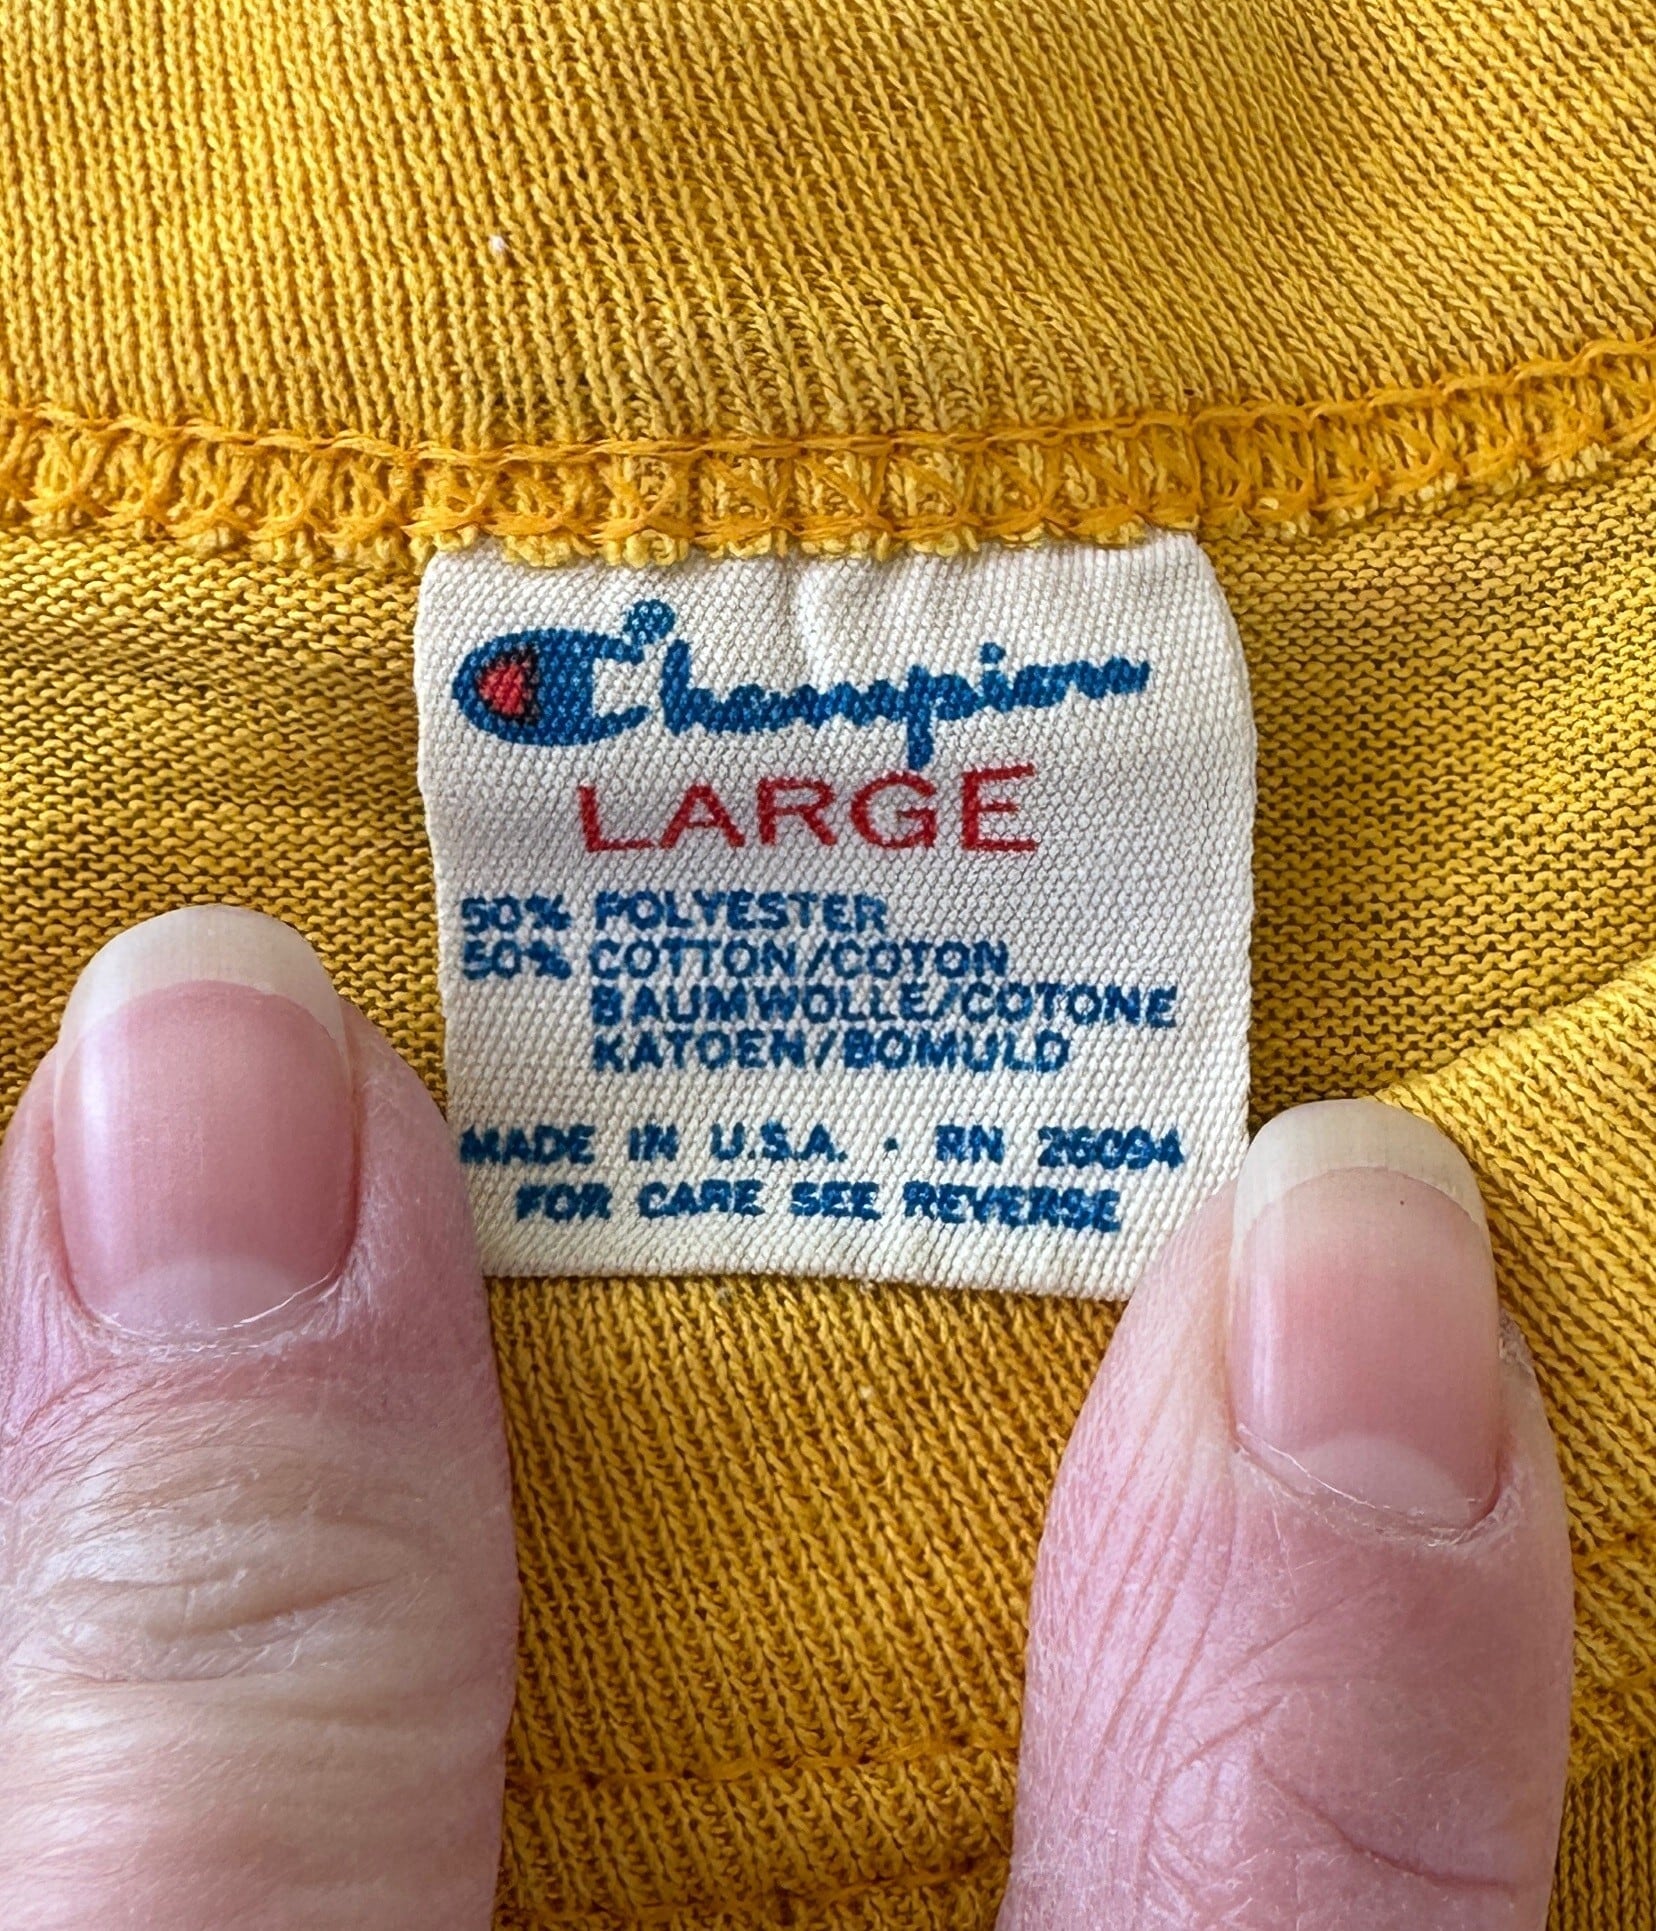 Champion
LARGE
50% POLYESTER
50% COTTON/COTON
BAUMWOLLE/COTONE
KATOEN/BOMULD
MADE IN U.S.A. • RN 26094
FOR CARE SEE REVERSE